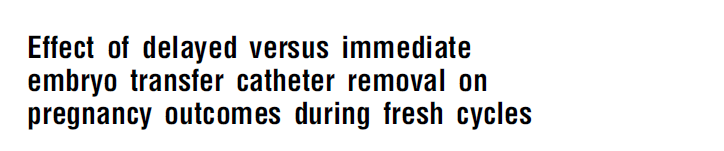 Effect of delayed versus immediate
embryo transfer catheter removal on
pregnancy outcomes during fresh cycles